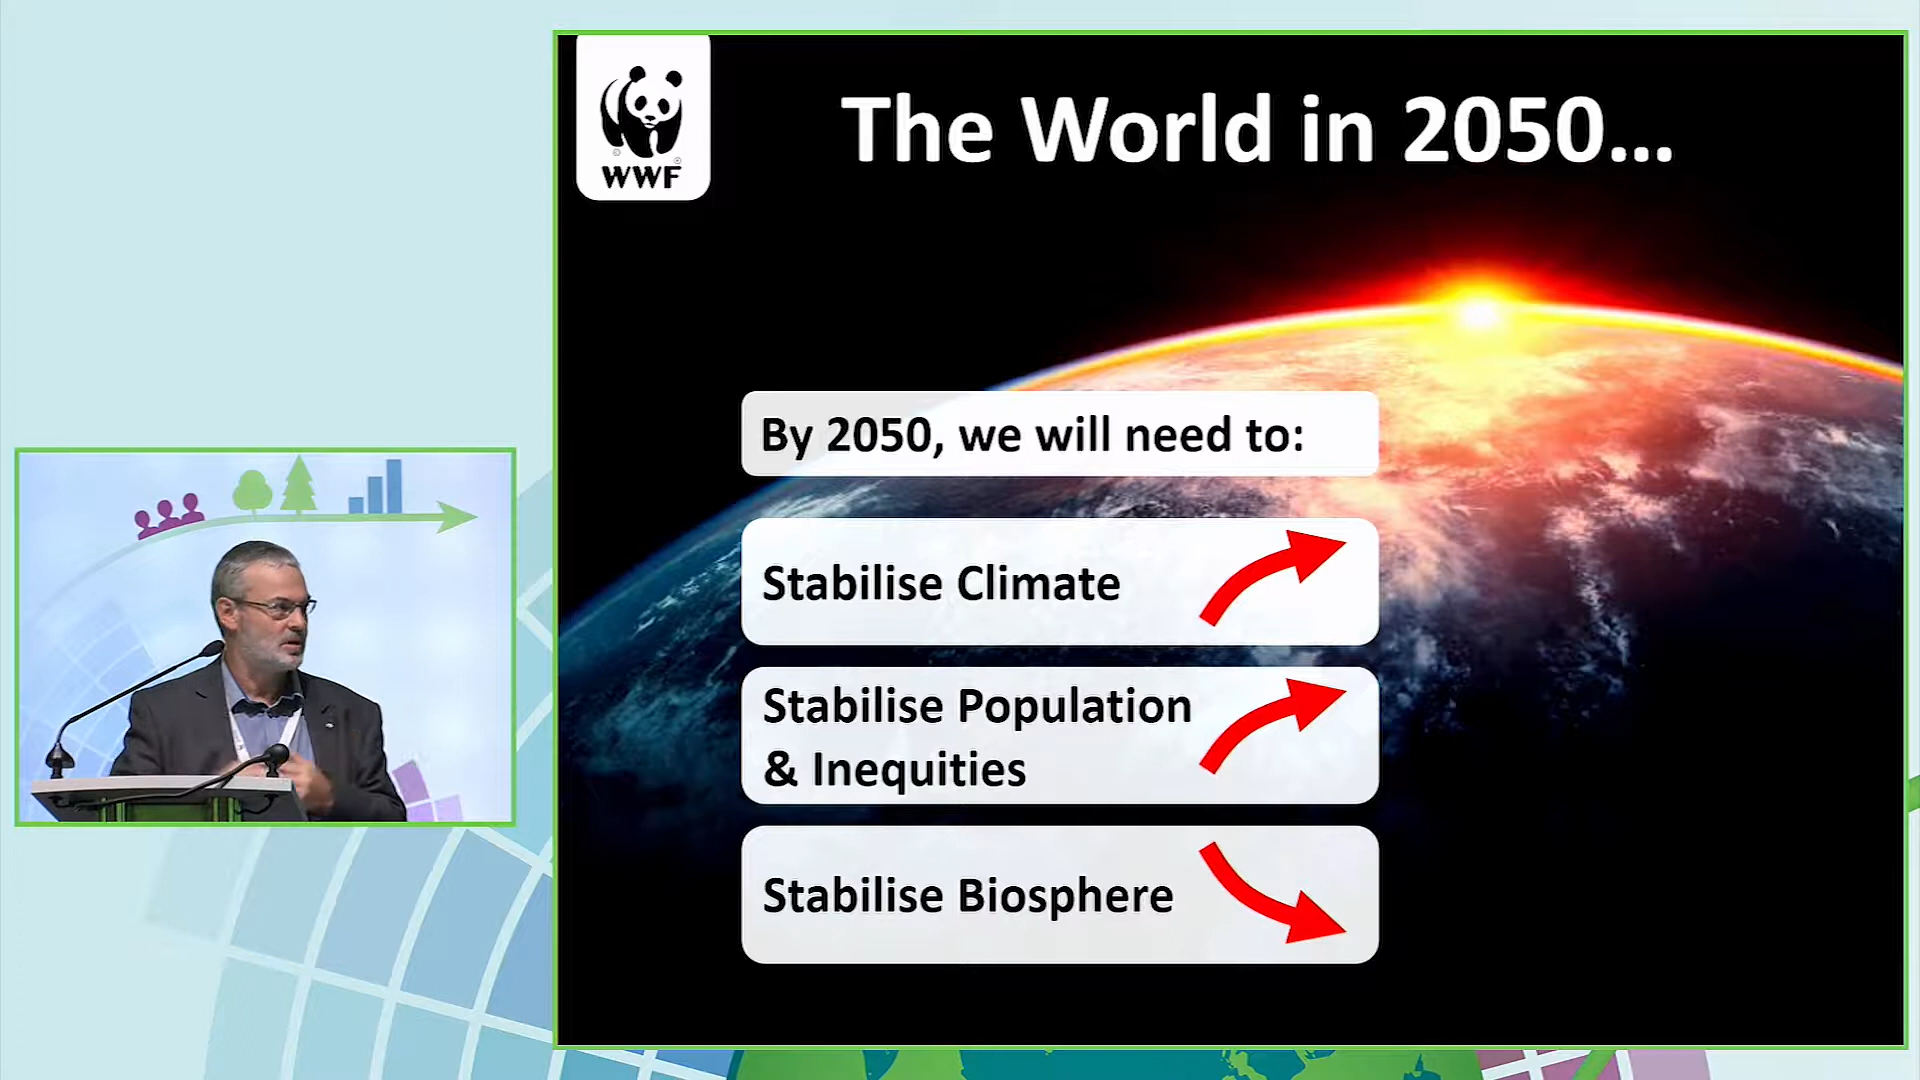 WWF
The World in 2050...
By 2050, we will need to:
Stabilise Climate
Stabilise Population
& Inequities
Stabilise Biosphere